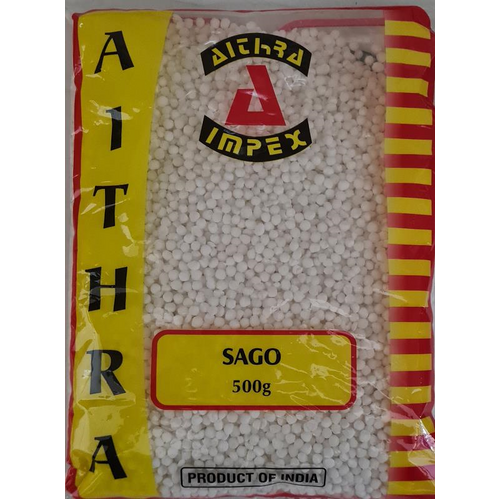 AITHRA
AITHRA
A
IMPEX
SAGO
500g
PRODUCT OF INDIA